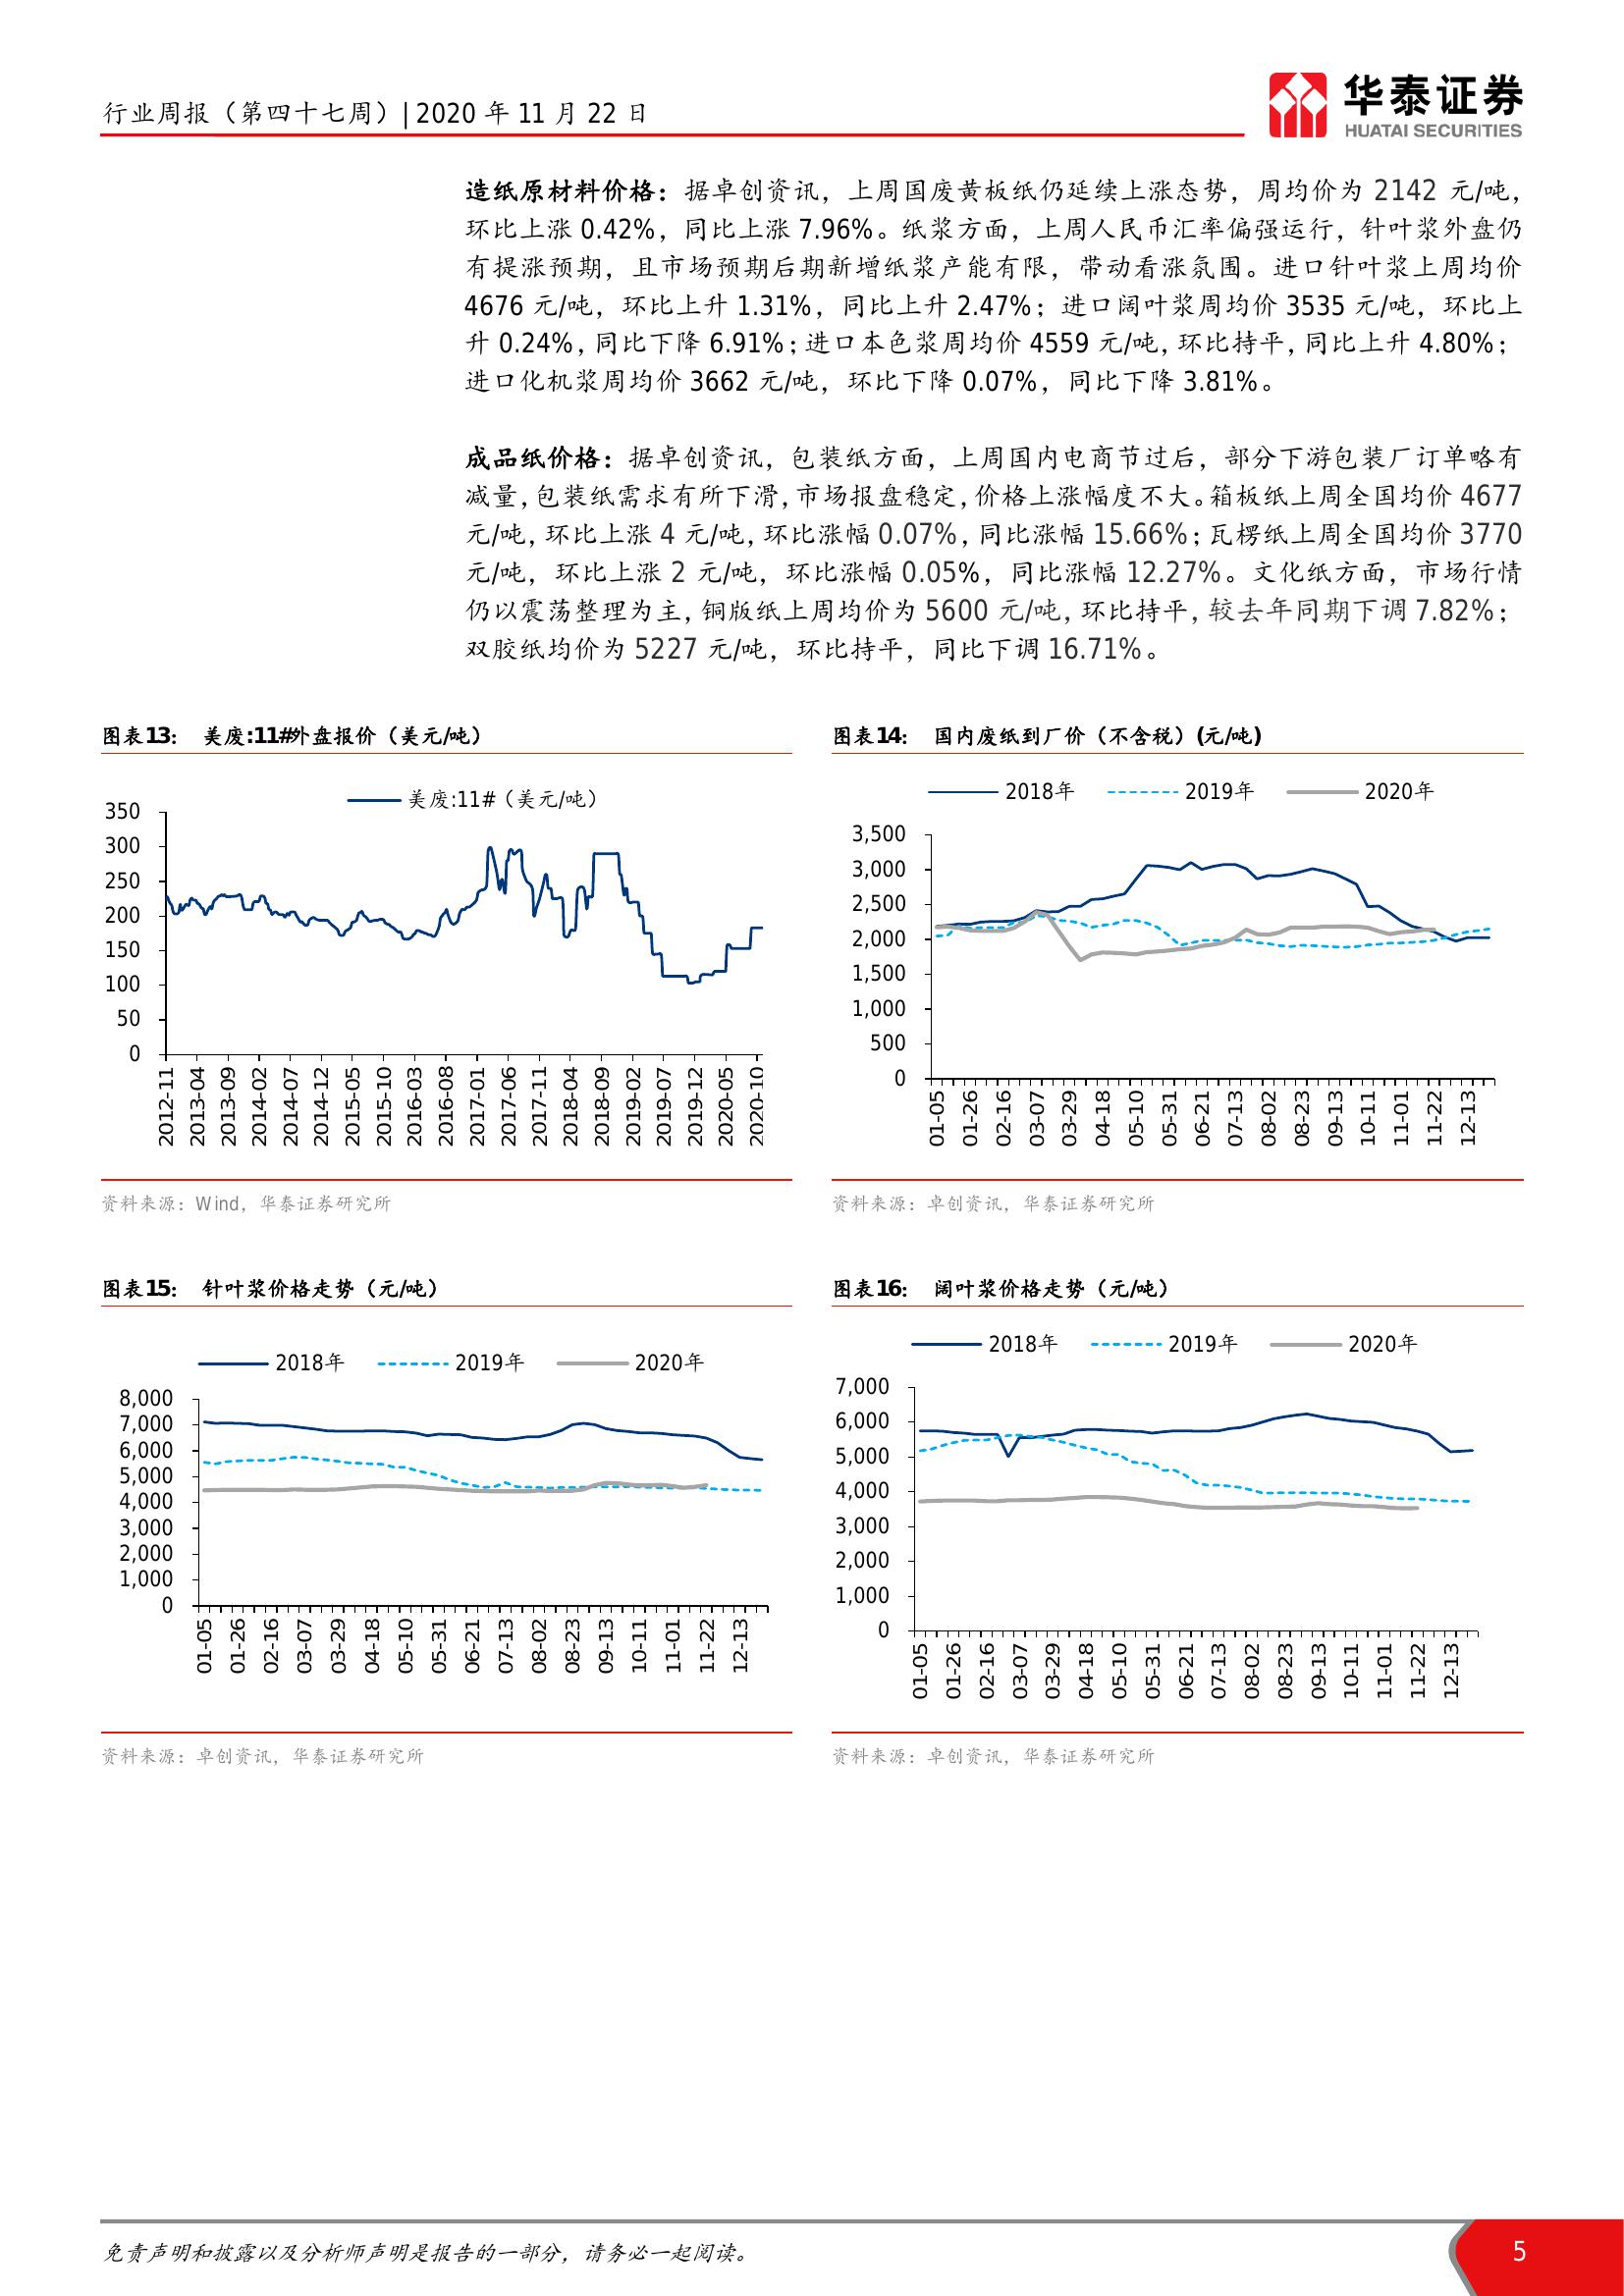 行业周报（第四十七周）| 2020 年 11 月 22 日
华泰证券
HUATAI SECURITIES
造纸原材料价格：据卓创资讯，上周国废黄板纸仍延续上涨态势，周均价为 2142 元/吨，
环比上涨 0.42%，同比上涨 7.96%。纸浆方面，上周人民币汇率偏强运行，针叶浆外盘仍
有提涨预期，且市场预期后期新增纸浆产能有限，带动看涨氛围。进口针叶浆上周均价
4676 元/吨，环比上升 1.31%，同比上升 2.47%；进口阔叶浆周均价 3535 元/吨，环比上
升 0.24%，同比下降 6.91%；进口本色浆周均价 4559 元/吨，环比持平，同比上升 4.80%；
进口化机浆周均价 3662 元/吨，环比下降 0.07%，同比下降 3.81%。
成品纸价格：据卓创资讯，包装纸方面，上周国内电商节过后，部分下游包装厂订单略有
减量，包装纸需求有所下滑，市场报盘稳定，价格上涨幅度不大。箱板纸上周全国均价 4677
元/吨，环比上涨 4 元/吨，环比涨幅 0.07%，同比涨幅 15.66%；瓦楞纸上周全国均价 3770
元/吨，环比上涨 2 元/吨，环比涨幅 0.05%，同比涨幅 12.27%。文化纸方面，市场行情
仍以震荡整理为主，铜版纸上周均价为 5600 元/吨，环比持平，较去年同期下调 7.82%；
双胶纸均价为 5227 元/吨，环比持平，同比下调 16.71%。
图表13： 美废:11#外盘报价（美元/吨）
美废:11#（美元/吨）
350
300
250
200
150
100
50
0
2012-11 2013-04 2013-09 2014-02 2014-07 2014-12 2015-05 2015-10 2016-03 2016-08 2017-01 2017-06 2017-11 2018-04 2018-09 2019-02 2019-07 2019-12 2020-05 2020-10
资料来源：Wind，华泰证券研究所
图表14： 国内废纸到厂价（不含税）(元/吨)
2018年 2019年 2020年
3,500
3,000
2,500
2,000
1,500
1,000
500
0
01-05 01-26 02-16 03-07 03-29 04-18 05-10 05-31 06-21 07-13 08-02 08-23 09-13 10-11 11-01 11-22 12-13
资料来源：卓创资讯，华泰证券研究所
图表15： 针叶浆价格走势（元/吨）
2018年 2019年 2020年
8,000
7,000
6,000
5,000
4,000
3,000
2,000
1,000
0
01-05 01-26 02-16 03-07 03-29 04-18 05-10 05-31 06-21 07-13 08-02 08-23 09-13 10-11 11-01 11-22 12-13
资料来源：卓创资讯，华泰证券研究所
图表16： 阔叶浆价格走势（元/吨）
2018年 2019年 2020年
7,000
6,000
5,000
4,000
3,000
2,000
1,000
0
01-05 01-26 02-16 03-07 03-29 04-18 05-10 05-31 06-21 07-13 08-02 08-23 09-13 10-11 11-01 11-22 12-13
资料来源：卓创资讯，华泰证券研究所
免责声明和披露以及分析师声明是报告的一部分，请务必一起阅读。
5